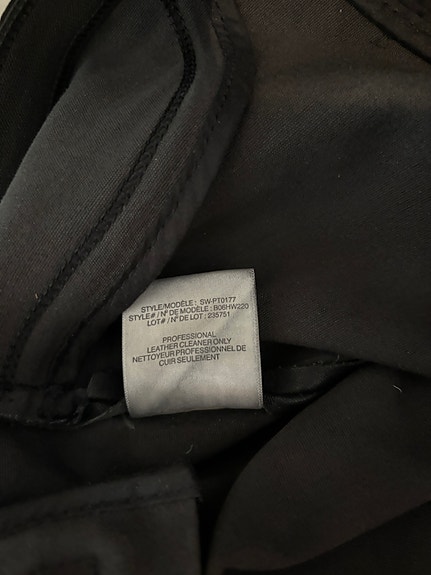 STYLE/MODÈLE : SW-PT0177
STYLE# / Nº DE MODÈLE : B06HW220
LOT# / Nº DE LOT : 235751
PROFESSIONAL
LEATHER CLEANER ONLY
NETTOYEUR PROFESSIONNEL DE
CUIR SEULEMENT